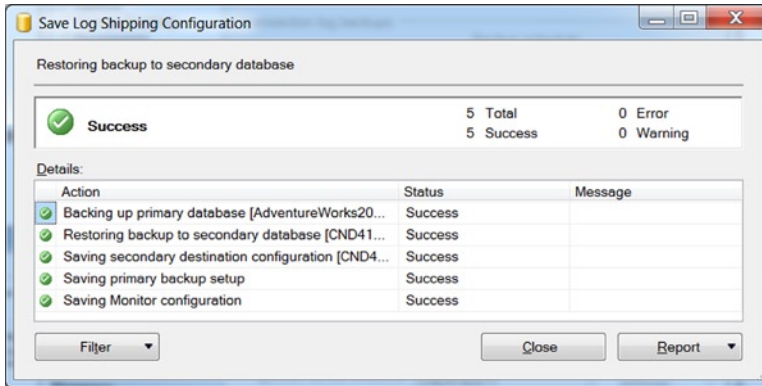 Save Log Shipping Configuration
Restoring backup to secondary database
Success
5 Total 0 Error
5 Success 0 Warning
Details:
Action Status Message
Backing up primary database [AdventureWorks20... Success
Restoring backup to secondary database [CND41... Success
Saving secondary destination configuration [CND4... Success
Saving primary backup setup Success
Saving Monitor configuration Success
Filter Close Report